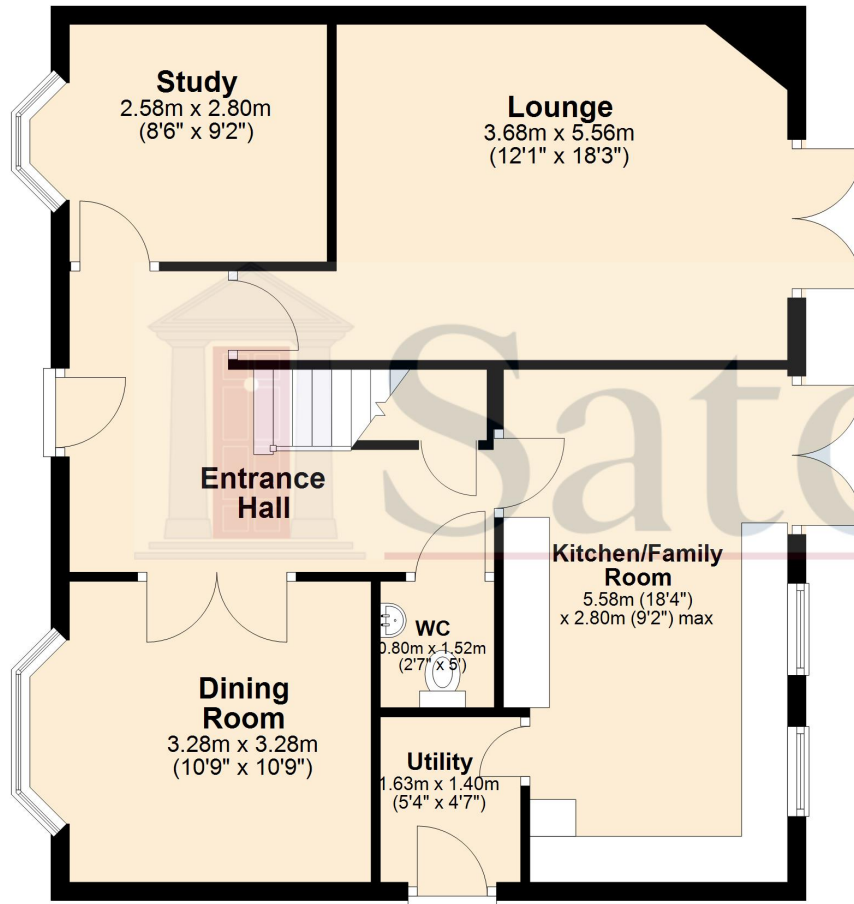 Study
2.58m x 2.80m
(8'6" x 9'2")
Lounge
3.68m x 5.56m
(12'1" x 18'3")
Entrance
Hall
Kitchen/Family
Room
5.58m (18'4")
x 2.80m (9'2") max
WC
0.80m x 1.52m
(2'7" x 5')
Dining
Room
3.28m x 3.28m
(10'9" x 10'9")
Utility
1.63m x 1.40m
(5'4" x 4'7")